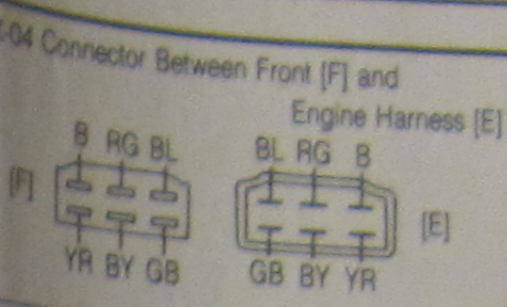 -04 Connector Between Front [F] and
Engine Harness [E]
B RG BL
BL RG B
[F]
[E]
YR BY GB
GB BY YR